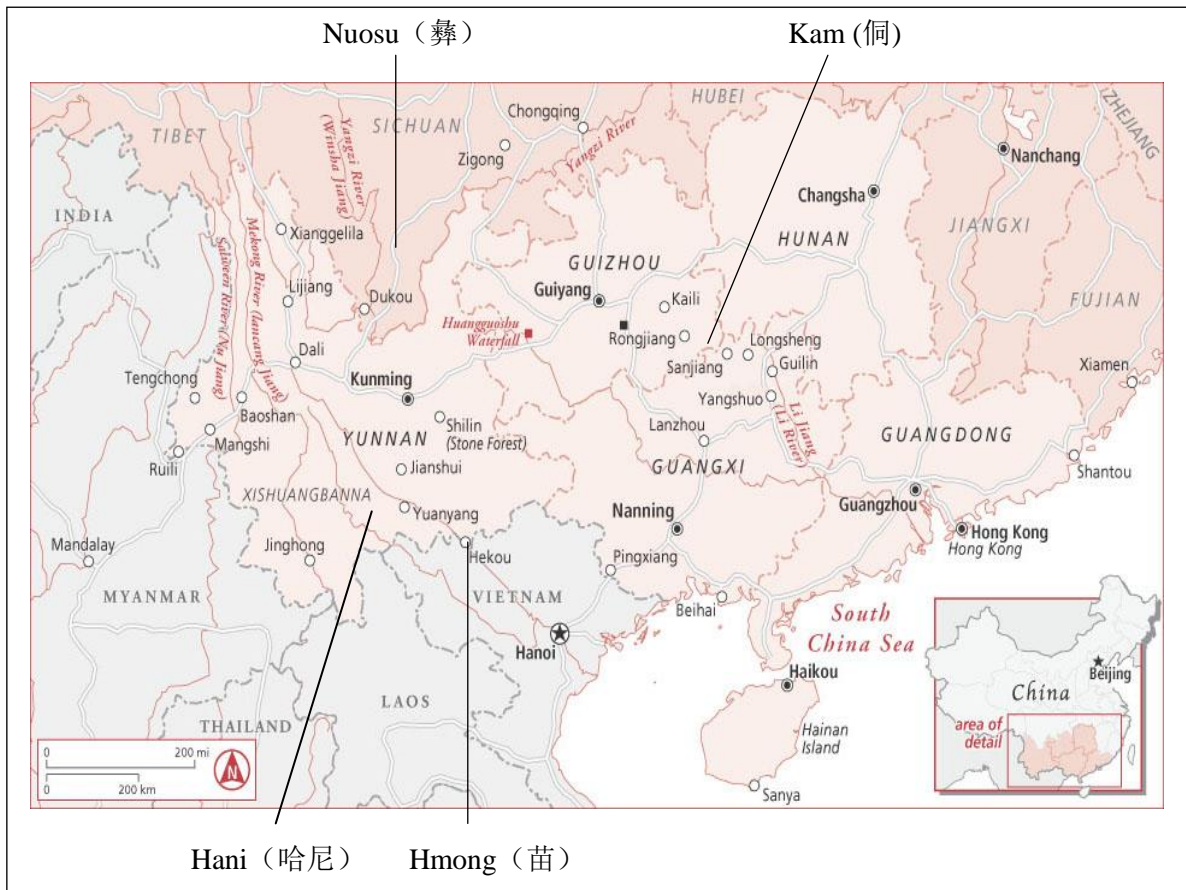 Nuosu（彝）
Kam (侗)
HUBEI
ZHEJIANG
Chongqing
TIBET
SICHUAN
Yangzi River
(Winsha Jiang)
Zigong
Yangzi River
Nanchang
Changsha
INDIA
Xianggelila
JIANGXI
HUNAN
Salween River (Nu Jiang)
Mekong River (lancang Jiang)
GUIZHOU
Lijiang
Dukou
Guiyang
Kaili
FUJIAN
Huangguoshu
Waterfall
Rongjiang
Longsheng
Dali
Sanjiang
Guilin
Xiamen
Tengchong
Kunming
Yangshuo
Baoshan
Shilin
(Stone Forest)
Li Jiang
(Li River)
Mangshi
YUNNAN
Lanzhou
GUANGDONG
Ruili
Jianshui
GUANGXI
Shantou
XISHUANGBANNA
Yuanyang
Guangzhou
Nanning
Hong Kong
Hong Kong
Mandalay
Jinghong
Hekou
Pingxiang
MYANMAR
VIETNAM
Beihai
South
China Sea
Hanoi
Haikou
Beijing
China
LAOS
THAILAND
Hainan
Island
area of
detail
0 200 mi
0 200 km
N
Sanya
Hani（哈尼）
Hmong（苗）